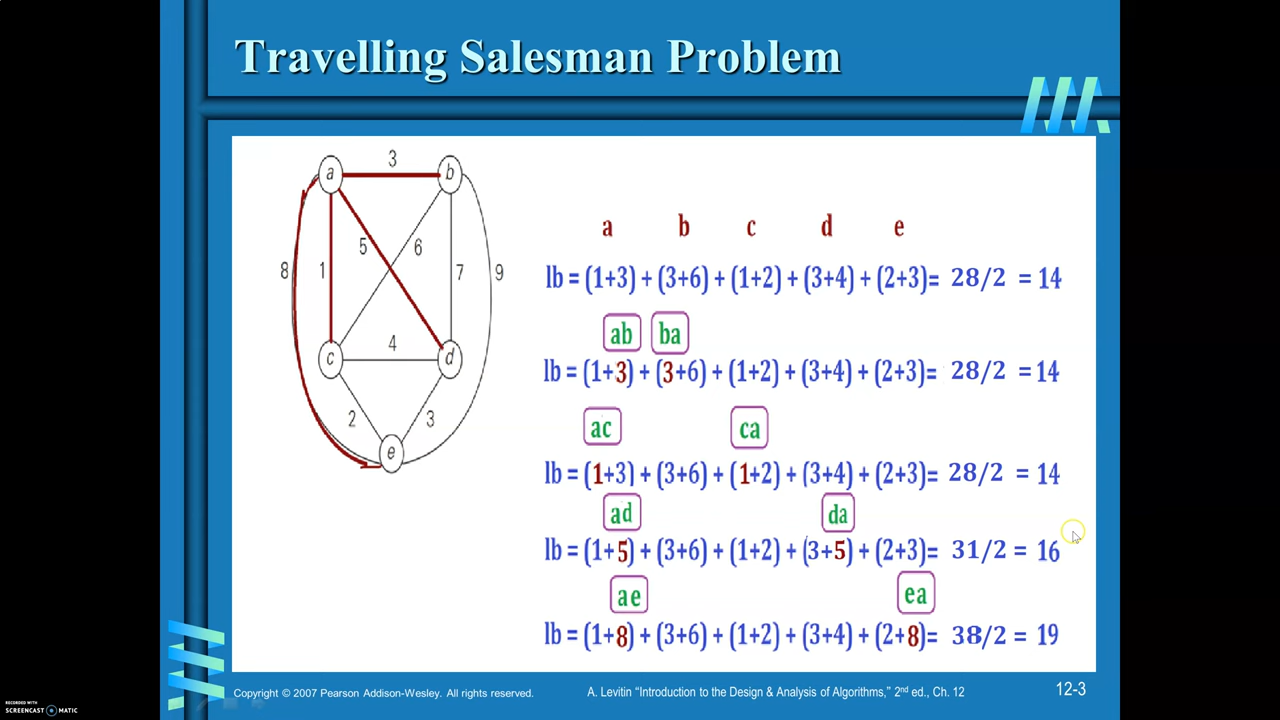 Travelling Salesman Problem
3
a b
5 6
8 1 7 9
4
c d
2 3
e
a b c d e
lb = (1+3) + (3+6) + (1+2) + (3+4) + (2+3)= 28/2 = 14
ab ba
lb = (1+3) + (3+6) + (1+2) + (3+4) + (2+3)= 28/2 = 14
ac ca
lb = (1+3) + (3+6) + (1+2) + (3+4) + (2+3)= 28/2 = 14
ad da
lb = (1+5) + (3+6) + (1+2) + (3+5) + (2+3)= 31/2 = 16
ae ea
lb = (1+8) + (3+6) + (1+2) + (3+4) + (2+8)= 38/2 = 19
Copyright © 2007 Pearson Addison-Wesley. All rights reserved. A. Levitin “Introduction to the Design & Analysis of Algorithms,” 2nd ed., Ch. 12 12-3
RECORDED WITH
SCREENCAST MATIC